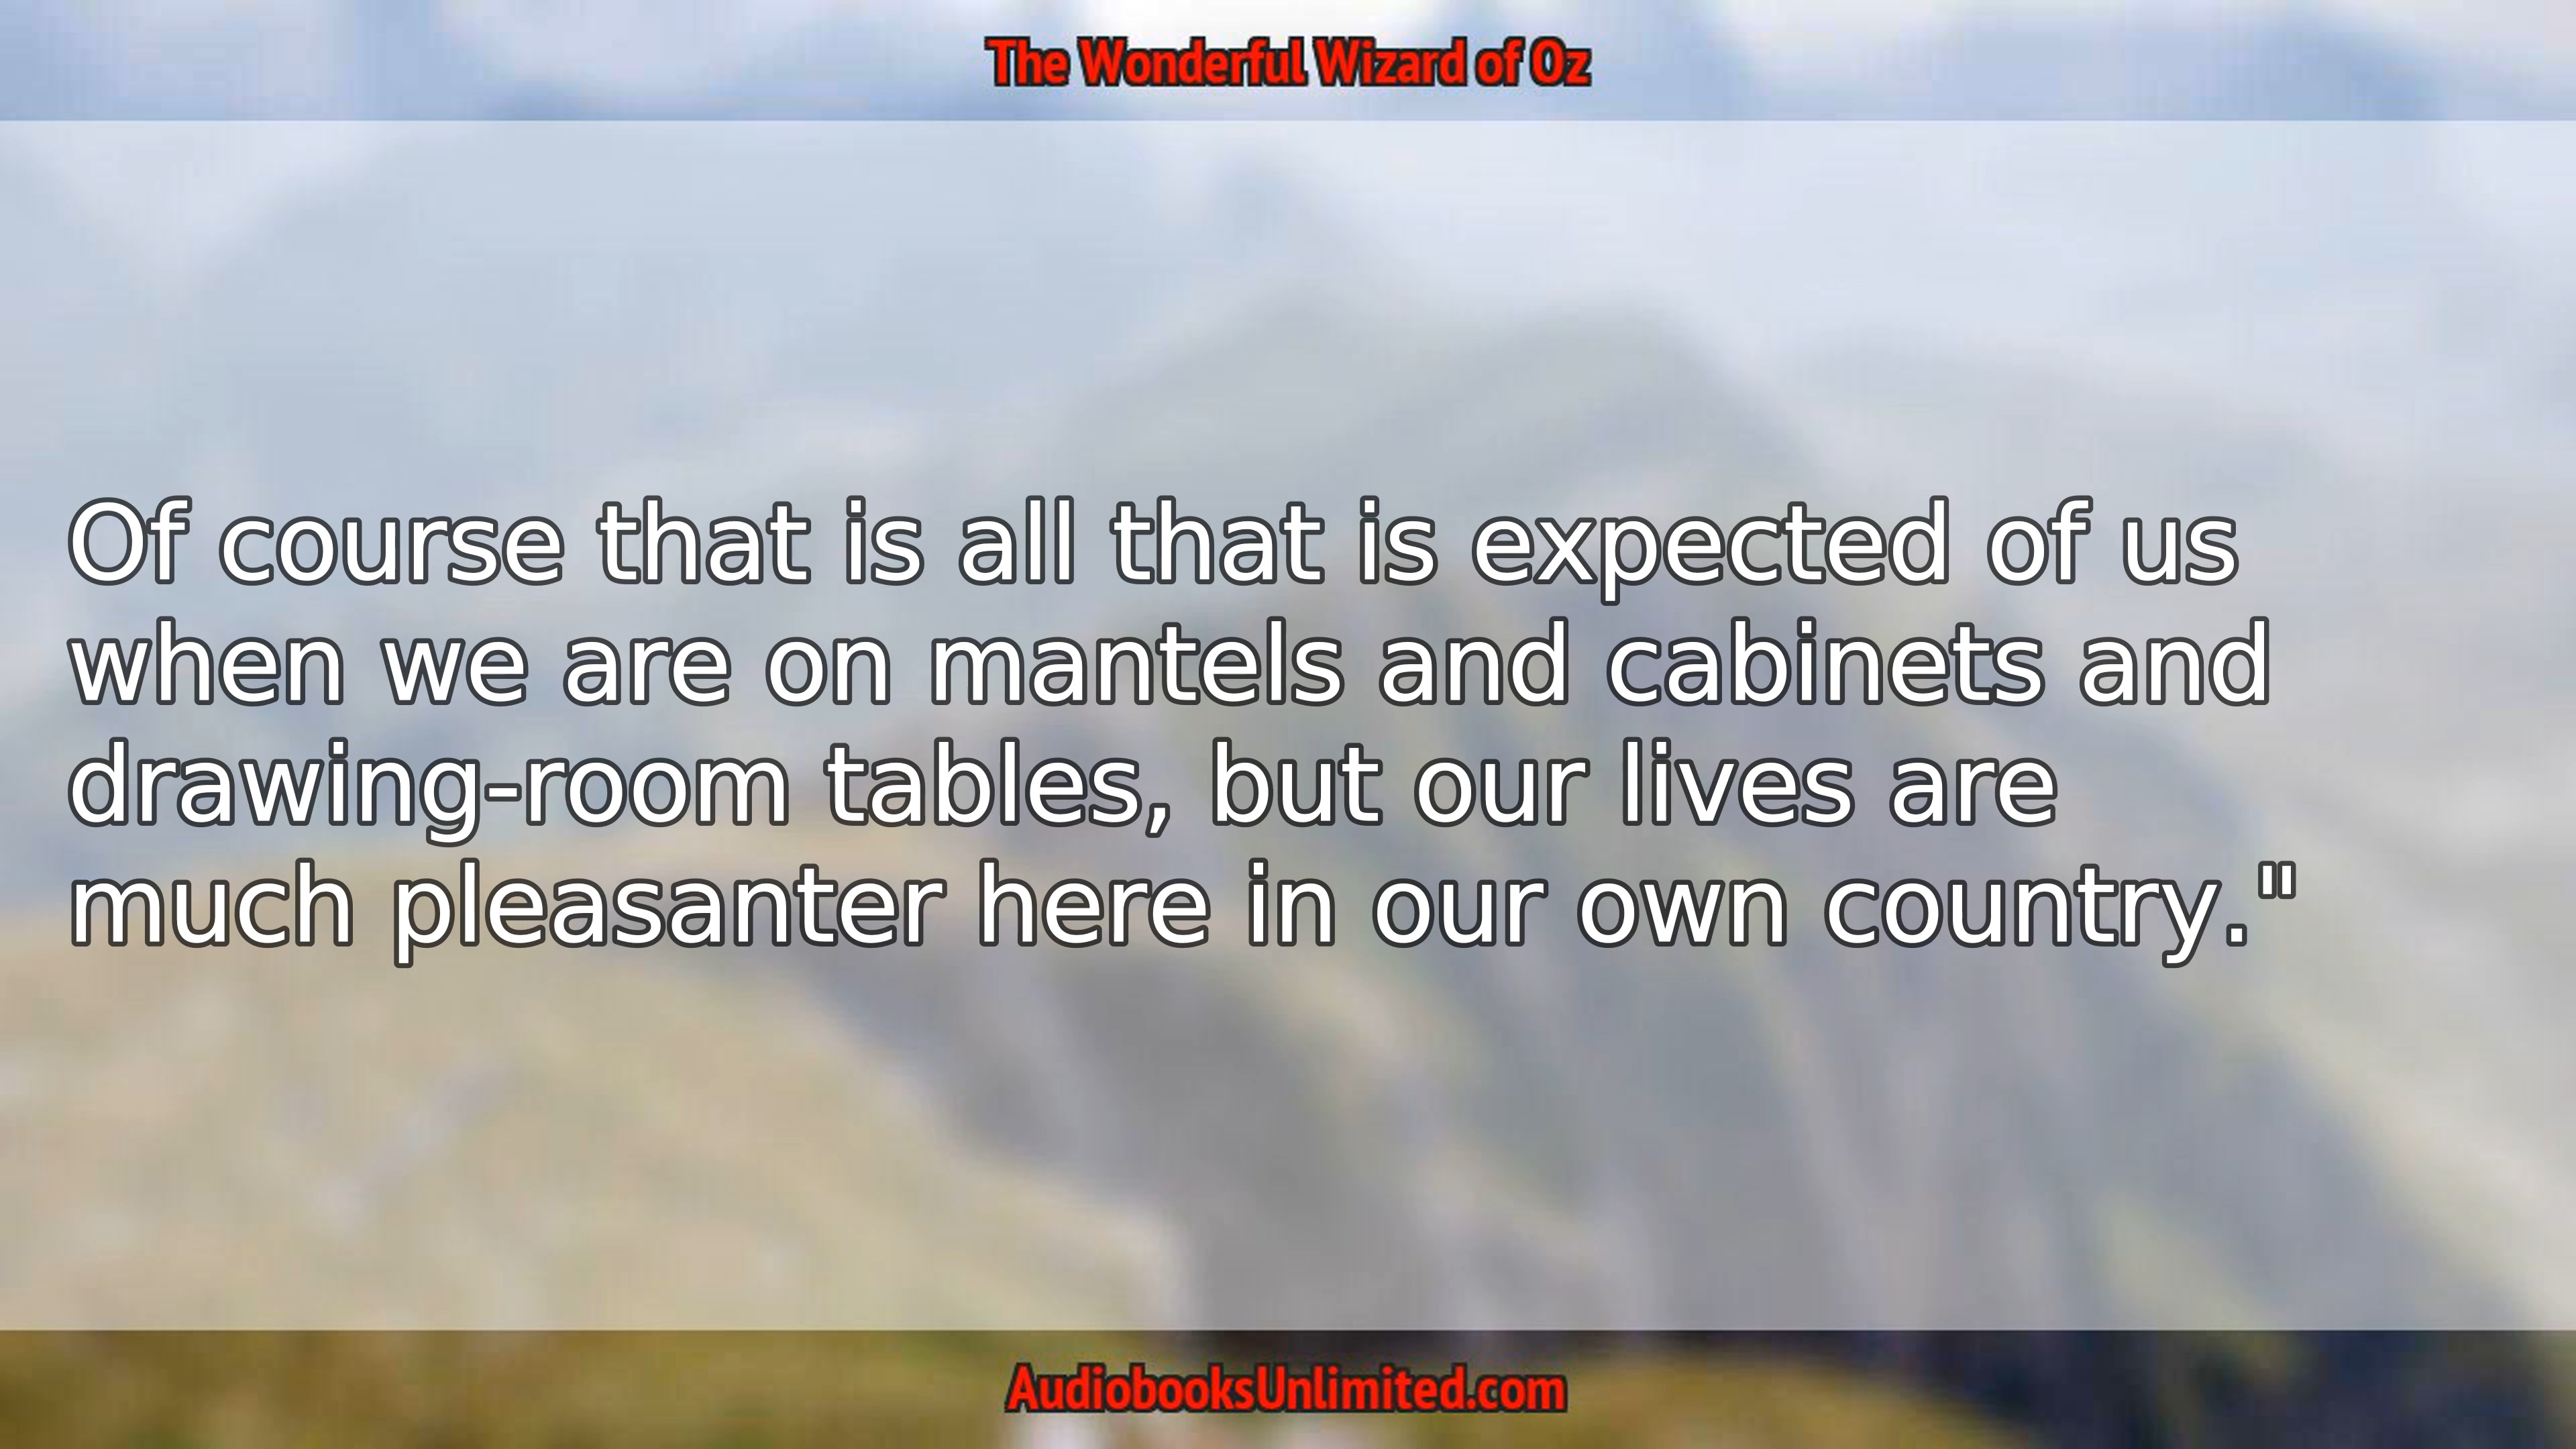 The Wonderful Wizard of Oz
Of course that is all that is expected of us
when we are on mantels and cabinets and
drawing-room tables, but our lives are
much pleasanter here in our own country."
AudiobooksUnlimited.com